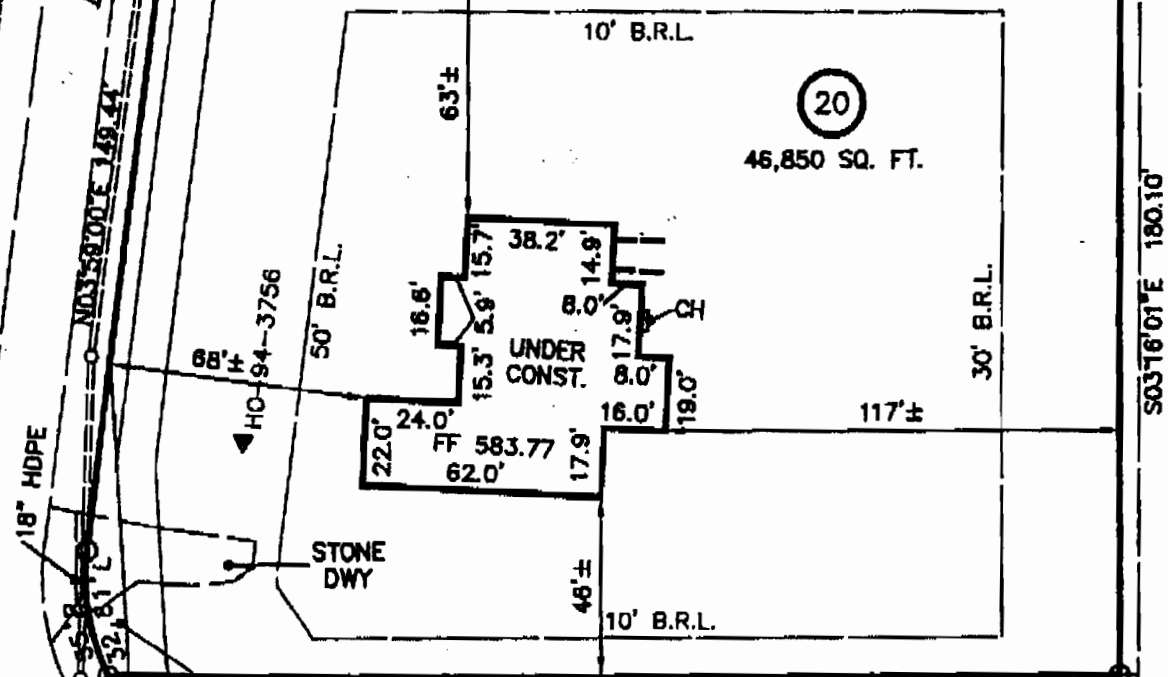 10' B.R.L.
63'±
20
46,850 SQ. FT.
N03°59'00"E 149.44'
S03°16'01"E 180.10'
50' B.R.L.
HO-94-3756
38.2'
15.7'
14.9'
16.6'
5.9'
8.0'
17.9'
CH
30' B.R.L.
UNDER
CONST.
15.3'
8.0'
68'±
19.0'
24.0'
16.0'
117'±
FF 583.77
22.0'
62.0'
17.9'
18" HDPE
STONE
DWY
46'±
10' B.R.L.